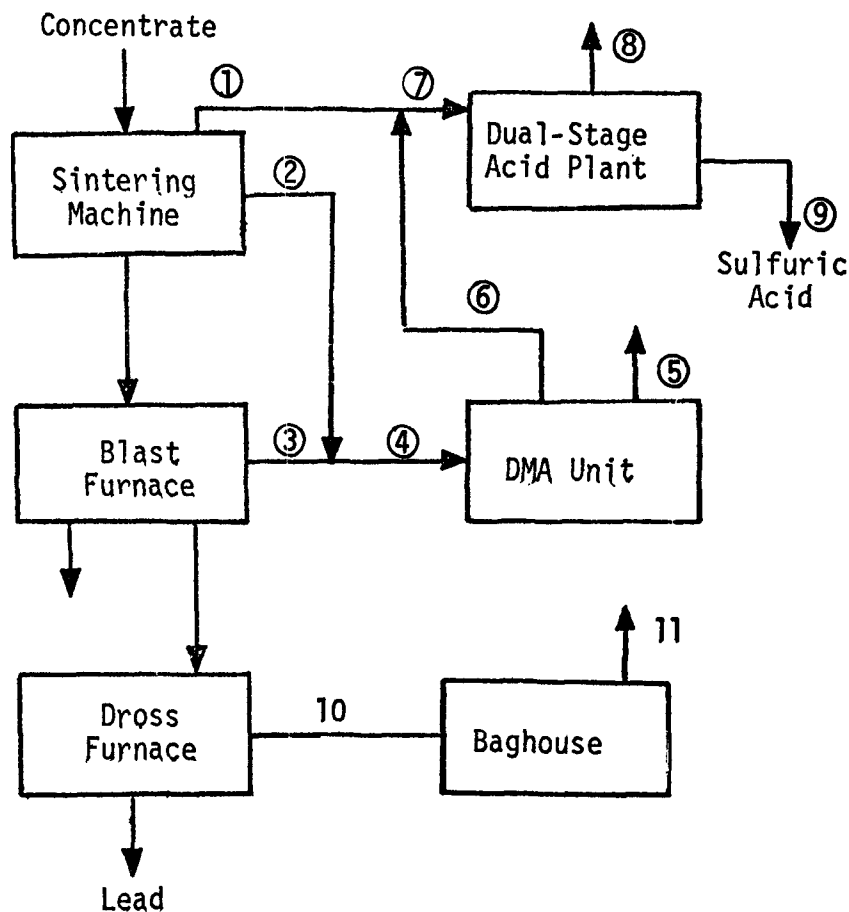 Concentrate
①
⑦
⑧
Dual-Stage
Acid Plant
Sintering
Machine
②
⑨
Sulfuric
Acid
⑥
⑤
Blast
Furnace
③
④
DMA Unit
11
Dross
Furnace
10
Baghouse
Lead